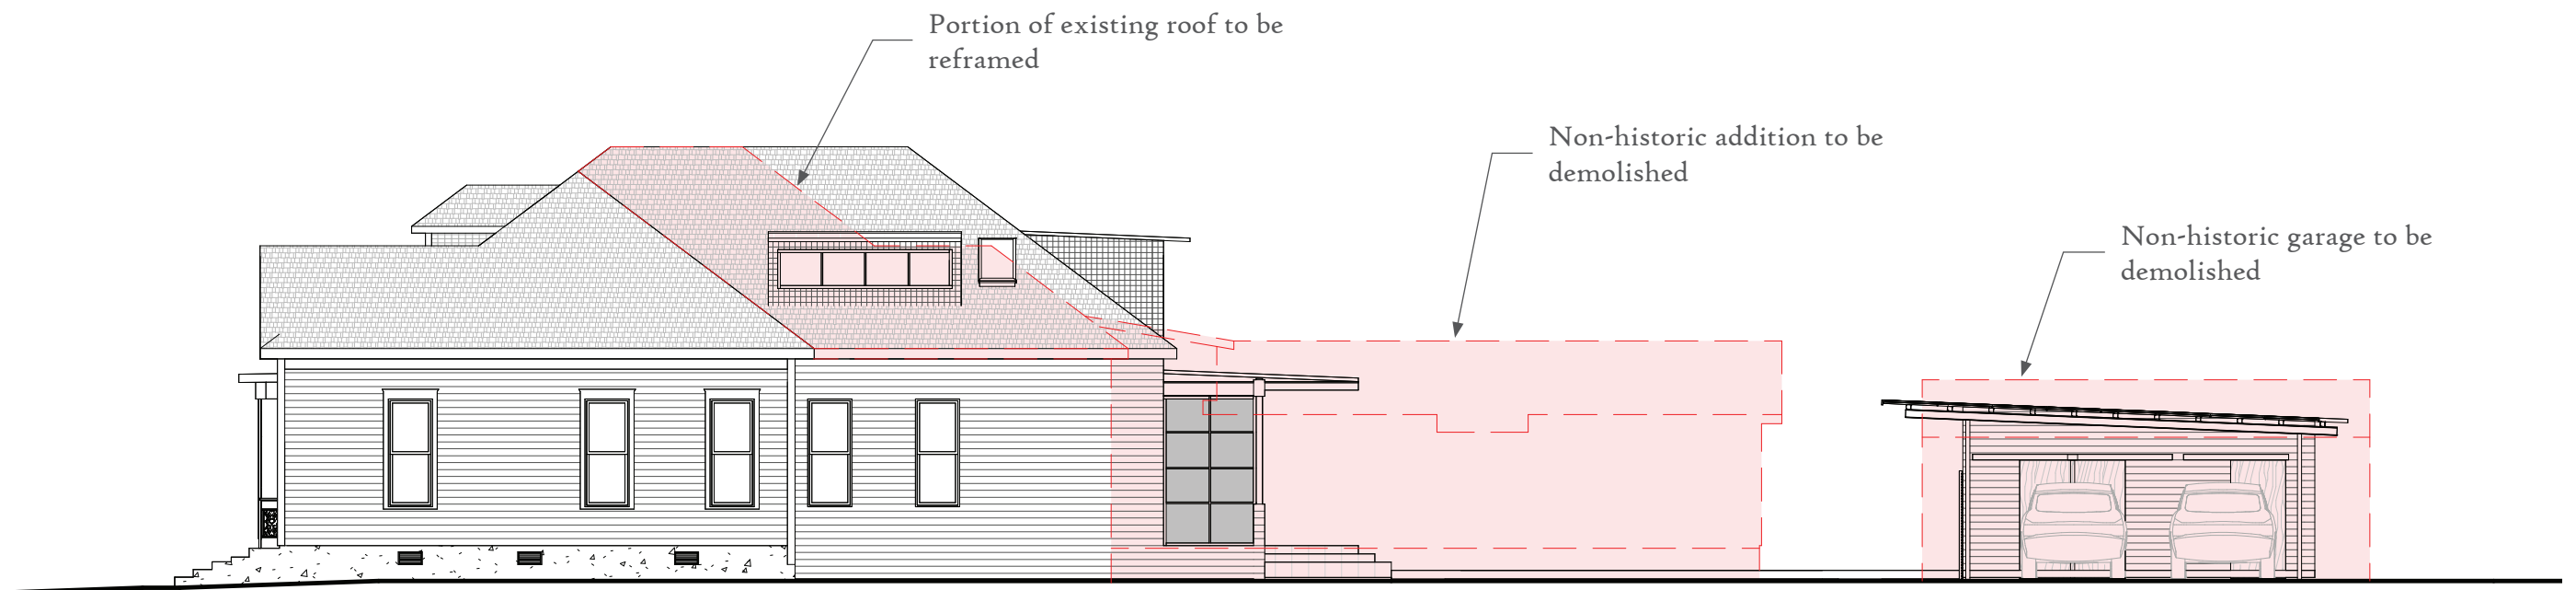 Portion of existing roof to be
reframed
Non-historic addition to be
demolished
Non-historic garage to be
demolished